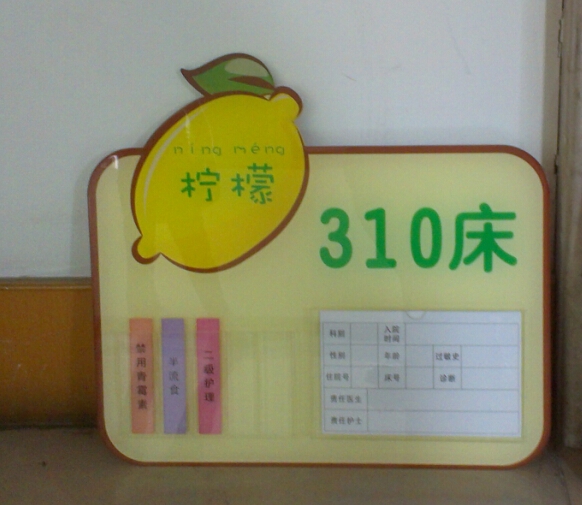 níng méng
柠檬
310床
禁用青霉素
半流食
二级护理
科别 入院时间
性别 年龄 过敏史
住院号 床号 诊断
责任医生
责任护士